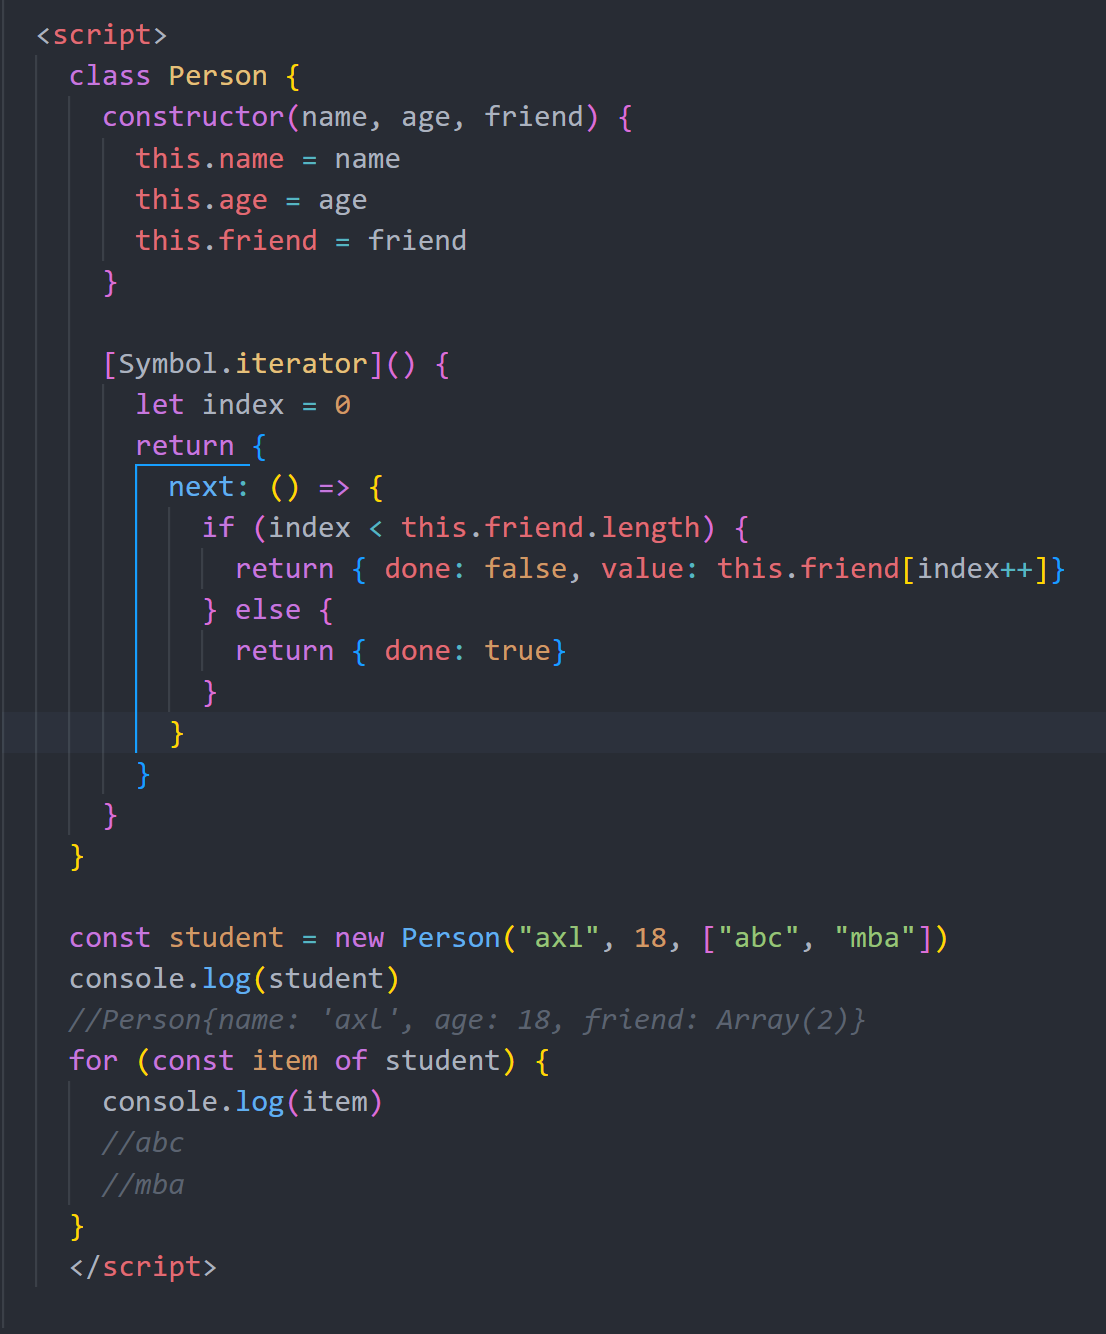 <script>
class Person {
constructor(name, age, friend) {
this.name = name
this.age = age
this.friend = friend
}
[Symbol.iterator]() {
let index = 0
return {
next: () => {
if (index < this.friend.length) {
return { done: false, value: this.friend[index++]}
} else {
return { done: true}
}
}
}
}
}
const student = new Person("axl", 18, ["abc", "mba"])
console.log(student)
//Person{name: 'axl', age: 18, friend: Array(2)}
for (const item of student) {
console.log(item)
//abc
//mba
}
</script>